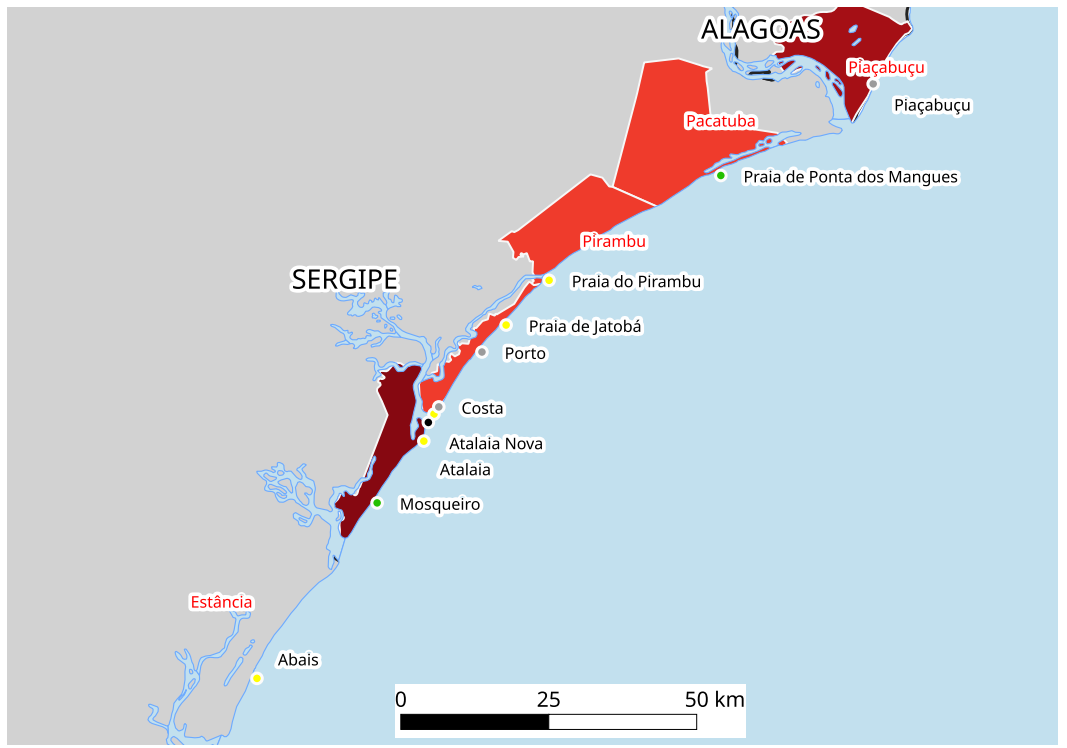 ALAGOAS
Piaçabuçu
Piaçabuçu
Pacatuba
Praia de Ponta dos Mangues
Pirambu
SERGIPE
Praia do Pirambu
Praia de Jatobá
Porto
Costa
Atalaia Nova
Atalaia
Mosqueiro
Estância
Abais
0 25 50 km